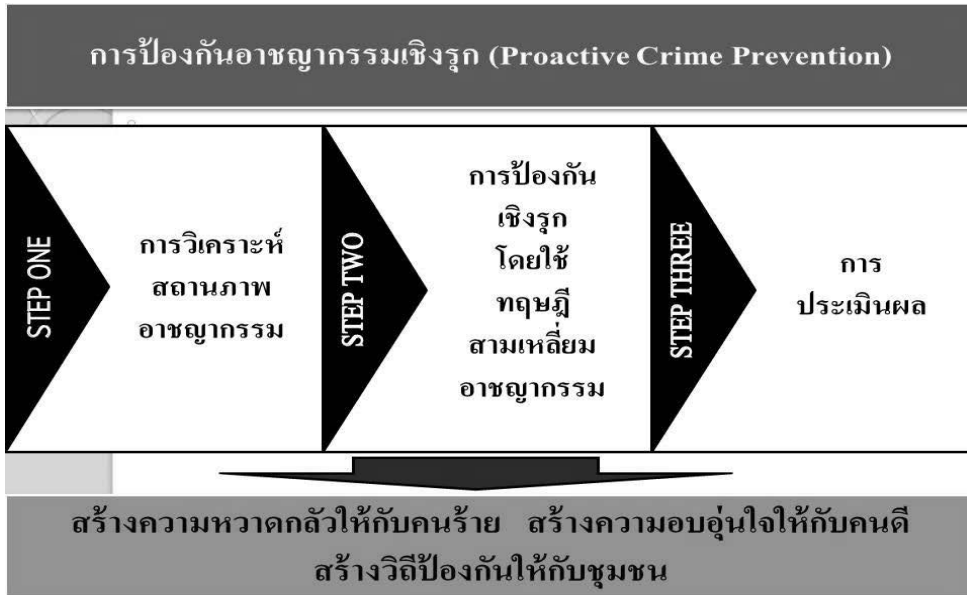 การป้องกันอาชญากรรมเชิงรุก (Proactive Crime Prevention)
STEP ONE
การวิเคราะห์
สถานภาพ
อาชญากรรม
STEP TWO
การป้องกัน
เชิงรุก
โดยใช้
ทฤษฎี
สามเหลี่ยม
อาชญากรรม
STEP THREE
การ
ประเมินผล
สร้างความหวาดกลัวให้กับคนร้าย สร้างความอบอุ่นใจให้กับคนดี
สร้างวิถีป้องกันให้กับชุมชน